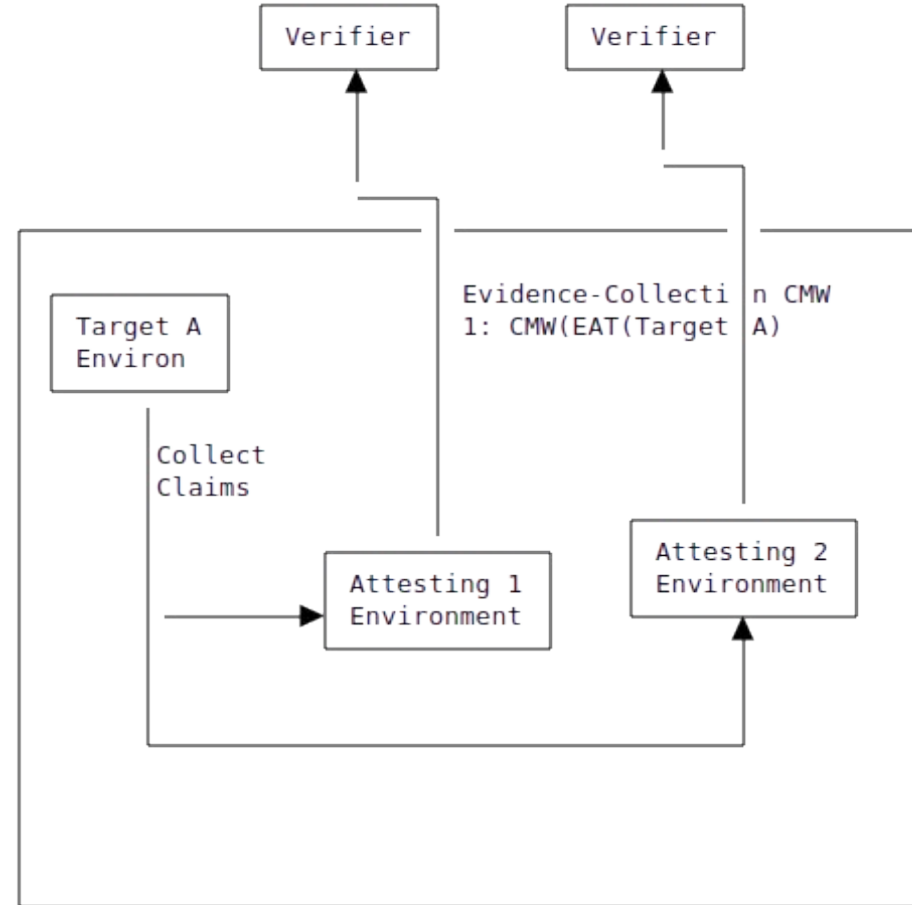 Verifier
Verifier
Evidence-Collecti n CMW
1: CMW(EAT(Target A)
Target A
Environ
Collect
Claims
Attesting 2
Environment
Attesting 1
Environment